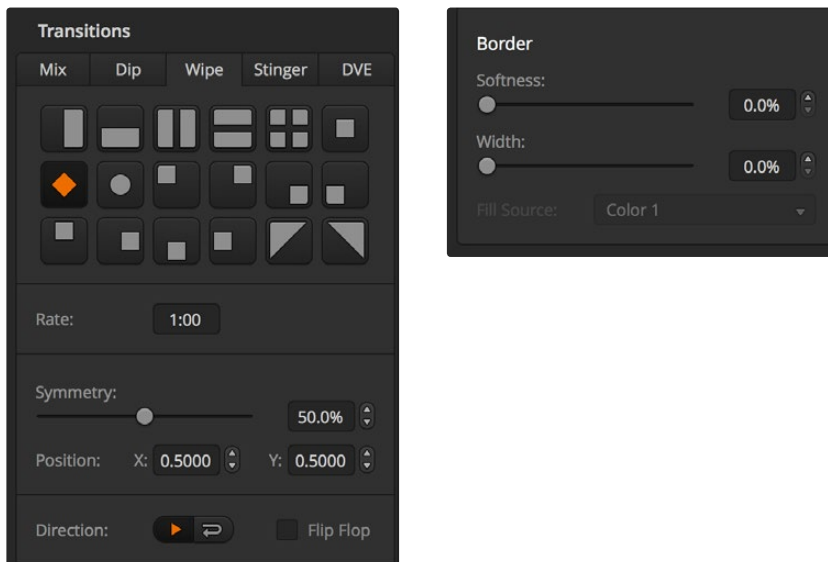 Transitions
Mix Dip Wipe Stinger DVE
Rate: 1:00
Symmetry:
50.0%
Position: X: 0.5000 Y: 0.5000
Direction: Flip Flop
Border
Softness:
0.0%
Width:
0.0%
Fill Source: Color 1